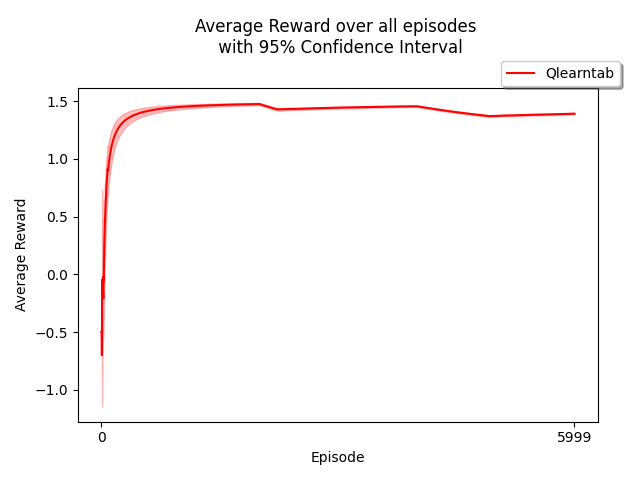 Average Reward over all episodes
with 95% Confidence Interval
Qlearntab
1.5
1.0
0.5
0.0
−0.5
−1.0
Average Reward
0
5999
Episode